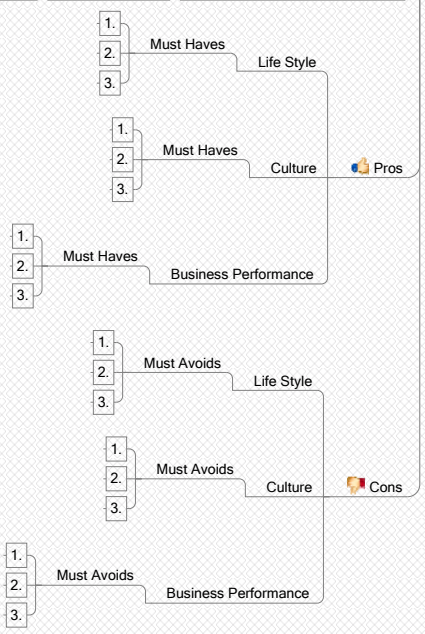 1.
2.
3.
Must Haves
Life Style
1.
2.
3.
Must Haves
Culture
Pros
1.
2.
3.
Must Haves
Business Performance
1.
2.
3.
Must Avoids
Life Style
1.
2.
3.
Must Avoids
Culture
Cons
1.
2.
3.
Must Avoids
Business Performance